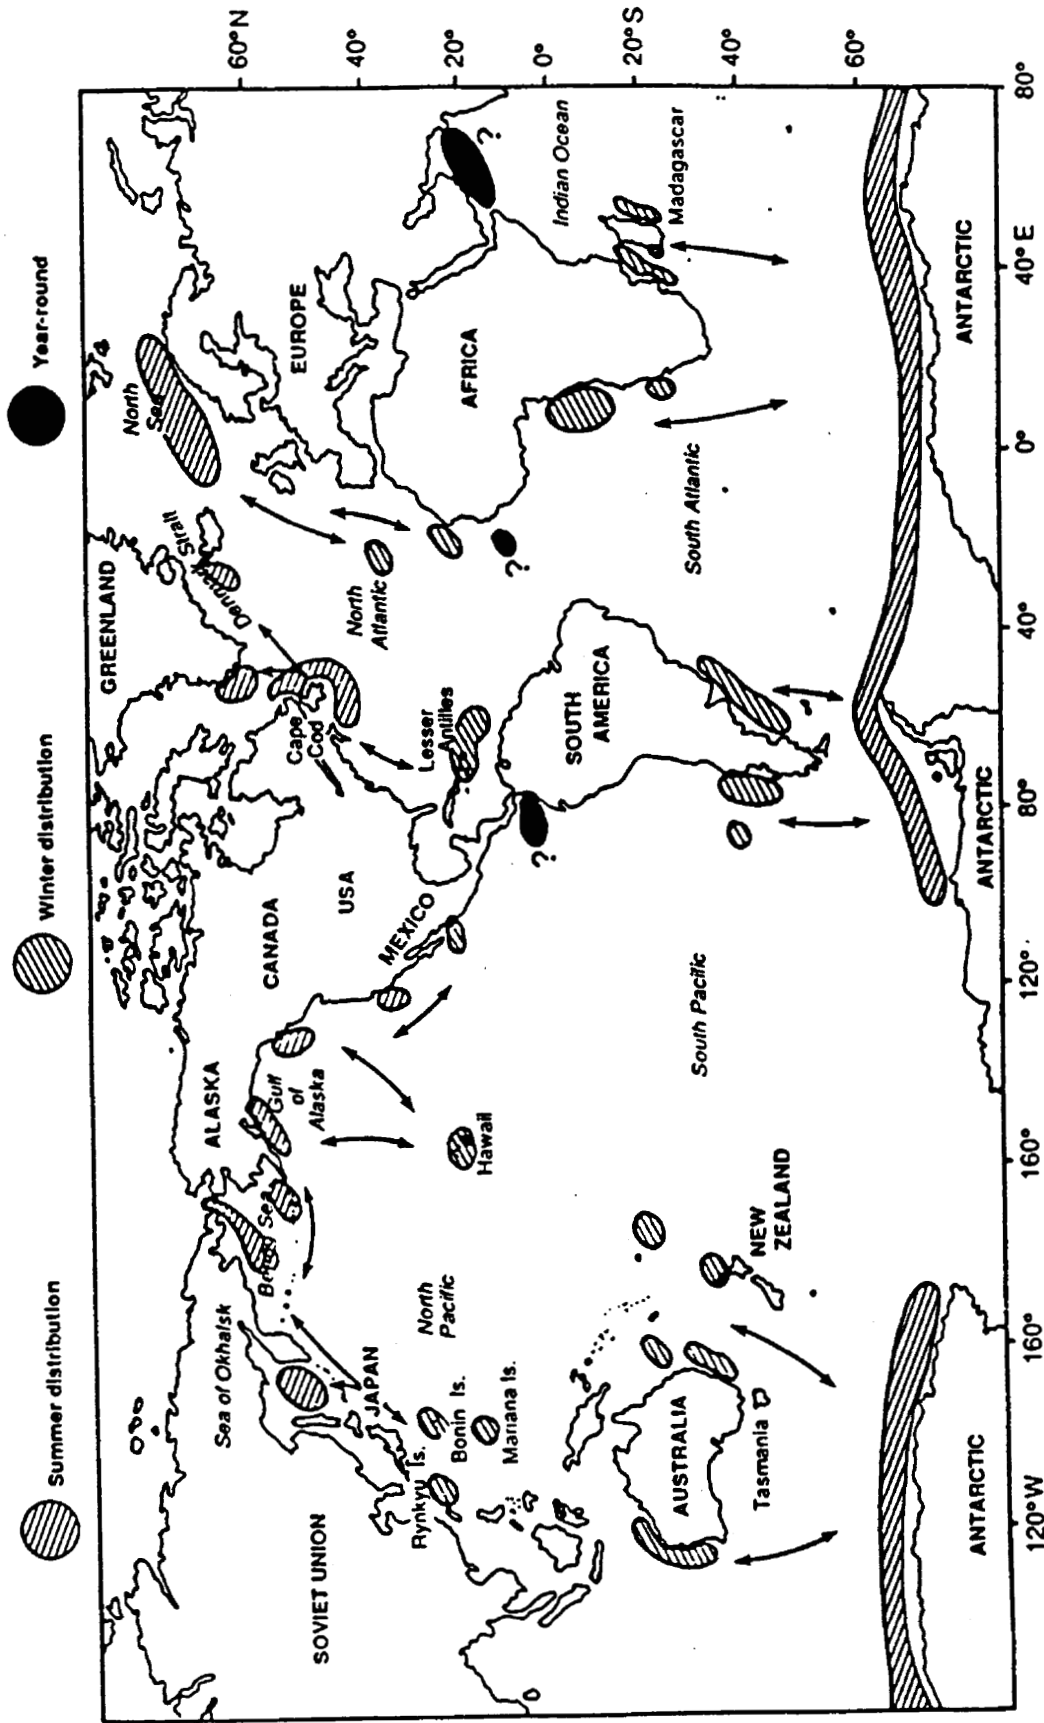 Summer distribution
Winter distribution
Year-round
GREENLAND
Denmark
Strait
North
Sea
ALASKA
CANADA
Gulf
of
Alaska
Bering Sea
Sea of Okhalsk
SOVIET UNION
JAPAN
USA
Cape
Cod
North
Atlantic
EUROPE
MEXICO
Lesser
Antilles
AFRICA
North
Pacific
Rynkyu Is.
Bonin Is.
Mariana Is.
Hawaii
?
?
?
SOUTH
AMERICA
Indian Ocean
Madagascar
AUSTRALIA
Tasmania
NEW
ZEALAND
South Pacific
South Atlantic
ANTARCTIC
ANTARCTIC
ANTARCTIC
60°N
40°
20°
0°
20°S
40°
60°
120°W
160°
160°
120°
80°
40°
0°
40°E
80°